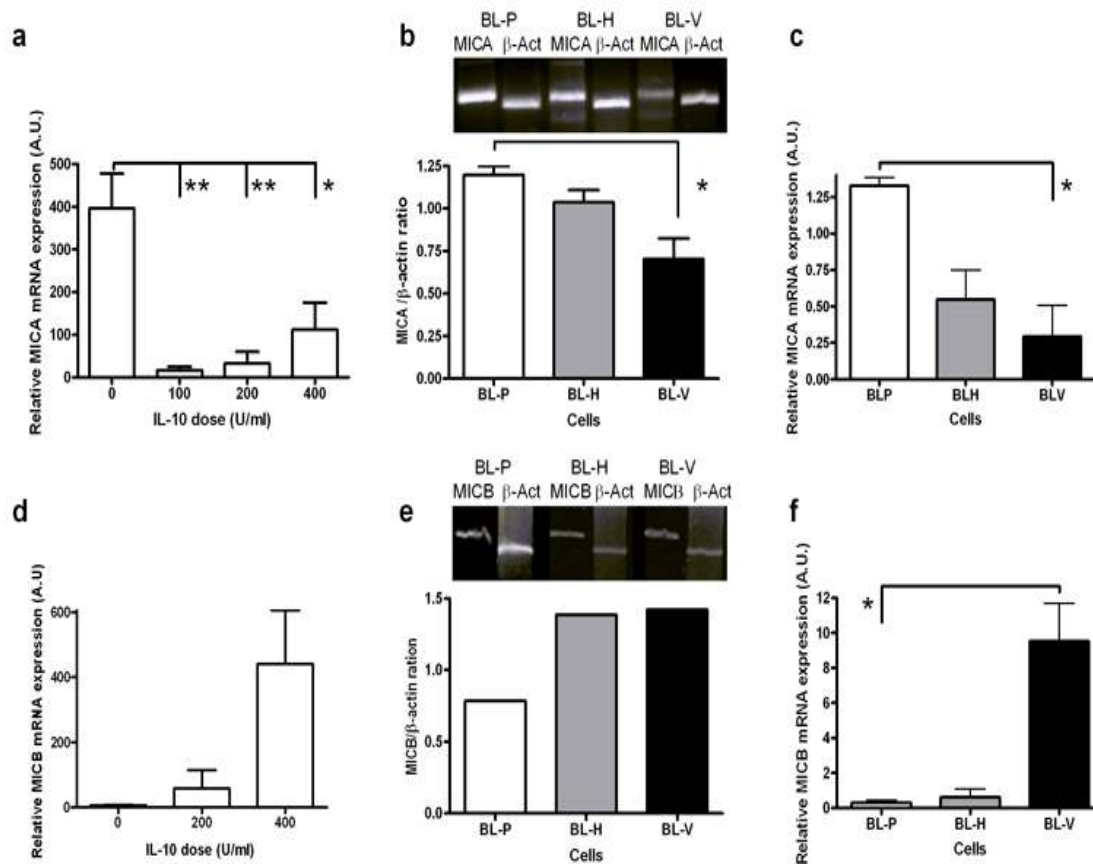 a
Relative MICA mRNA expression (A.U.)
500
400
300
200
100
0
** ** *
0 100 200 400
IL-10 dose (U/ml)
b
BL-P BL-H BL-V
MICA β-Act MICA β-Act MICA β-Act
MICA /β-actin ratio
1.25
1.00
0.75
0.50
0.25
0.00
*
BL-P BL-H BL-V
Cells
c
Relative MICA mRNA expression (A.U.)
1.25
1.00
0.75
0.50
0.25
0.00
*
BLP BLH BLV
Cells
d
Relative MICB mRNA expression (A.U)
600
400
200
0
0 200 400
IL-10 dose (U/ml)
e
BL-P BL-H BL-V
MICB β-Act MICB β-Act MICB β-Act
MICB/β-actin ration
1.5
1.0
0.5
0.0
BL-P BL-H BL-V
Cells
f
Relative MICB mRNA expression (A.U.)
12
10
8
6
4
2
0
*
BL-P BL-H BL-V
Cells